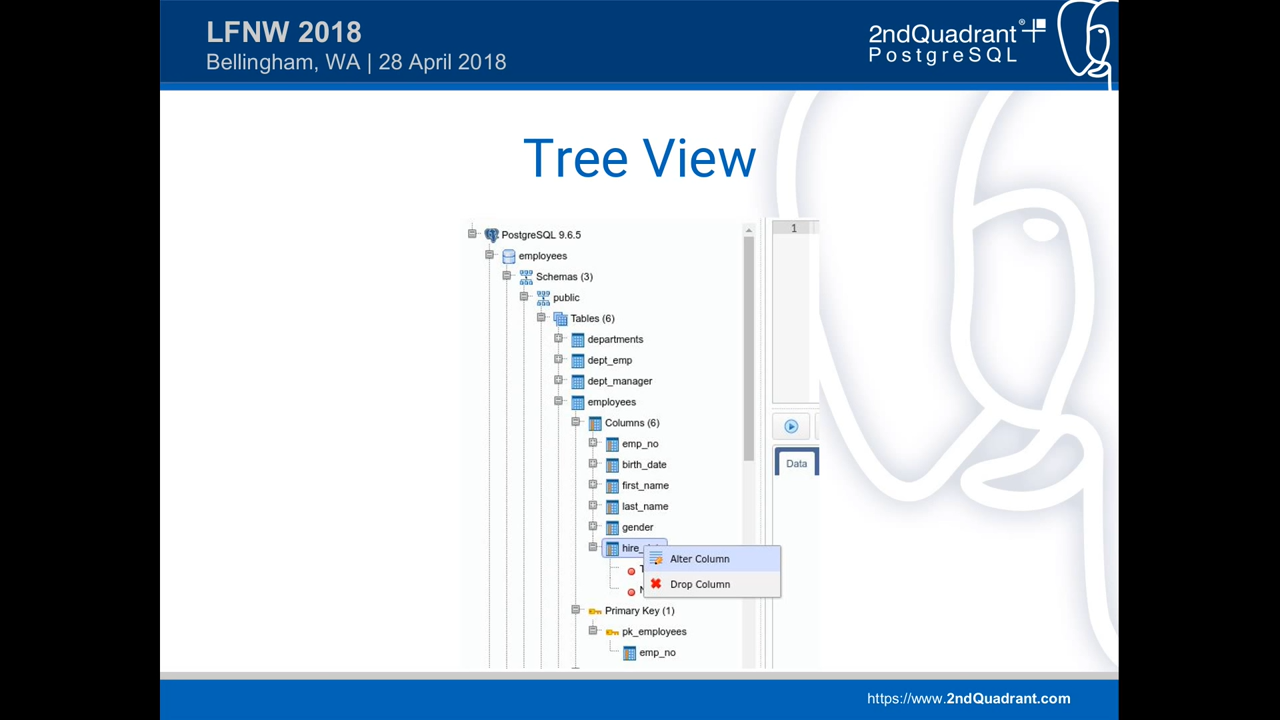 LFNW 2018
Bellingham, WA | 28 April 2018
2ndQuadrant®
PostgreSQL
Tree View
PostgreSQL 9.6.5
employees
Schemas (3)
public
Tables (6)
departments
dept_emp
dept_manager
employees
Columns (6)
emp_no
birth_date
first_name
last_name
gender
hire_
Alter Column
Drop Column
Primary Key (1)
pk_employees
emp_no
1
Data
https://www.2ndQuadrant.com